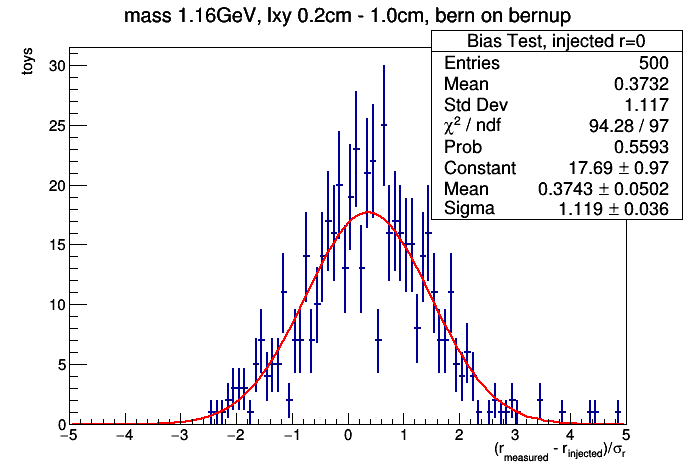 mass 1.16GeV, lxy 0.2cm - 1.0cm, bern on bernup
Bias Test, injected r=0
Entries 500
Mean 0.3732
Std Dev 1.117
χ² / ndf 94.28 / 97
Prob 0.5593
Constant 17.69 ± 0.97
Mean 0.3743 ± 0.0502
Sigma 1.119 ± 0.036
toys
30
25
20
15
10
5
0
−5 −4 −3 −2 −1 0 1 2 3 4 5
(r_measured - r_injected)/σ_r